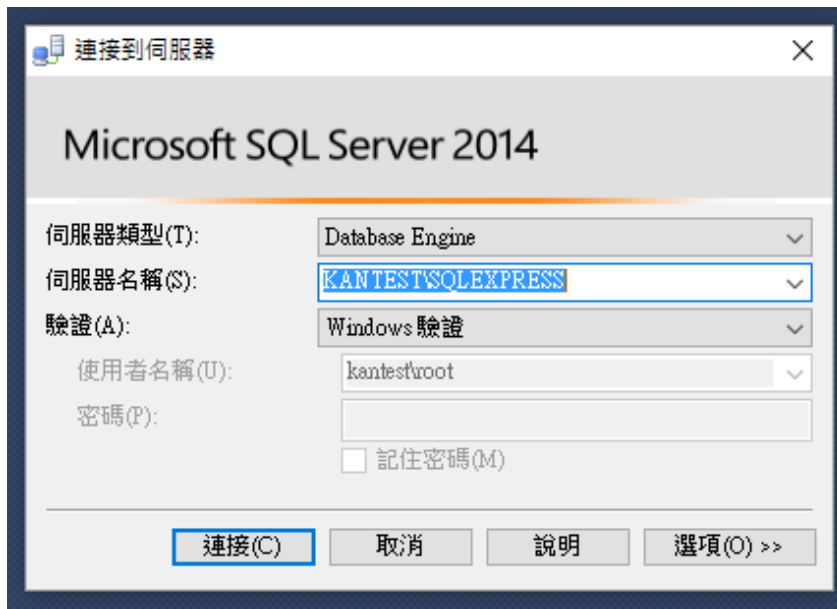 連接到伺服器
Microsoft SQL Server 2014
伺服器類型(T): Database Engine
伺服器名稱(S): KANTEST\SQLEXPRESS
驗證(A): Windows 驗證
使用者名稱(U): kantest\root
密碼(P):
記住密碼(M)
連接(C) 取消 說明 選項(O) >>